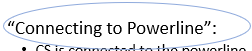 “Connecting to Powerline”:
• CS is connected to the powerline